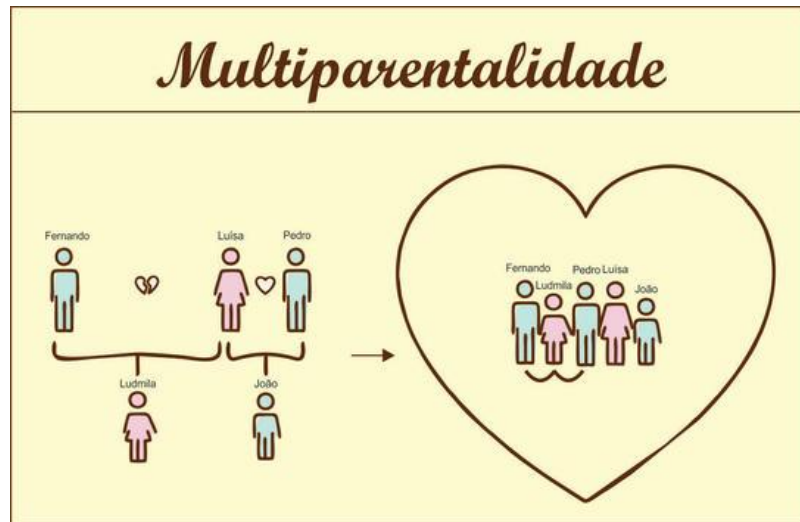 Multiparentalidade
Fernando
Luísa
Pedro
Ludmila
João
Fernando
Ludmila
Pedro
Luísa
João